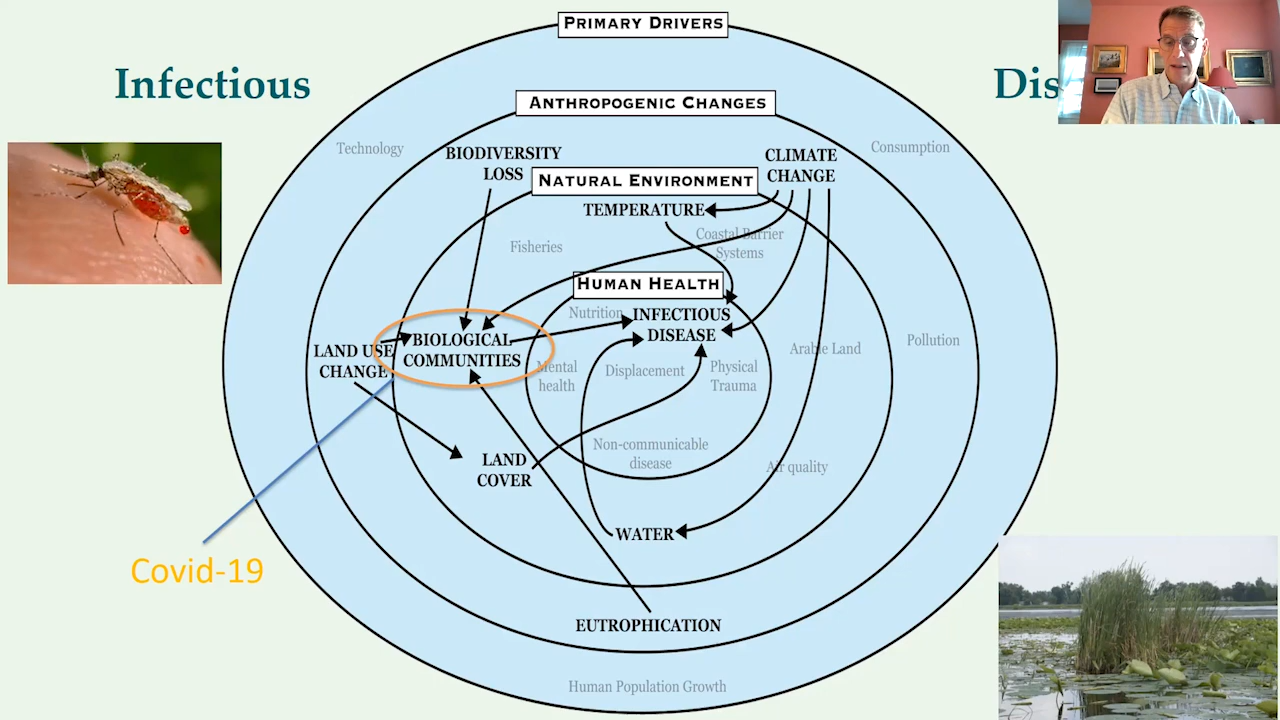 PRIMARY DRIVERS
Infectious
Dis
ANTHROPOGENIC CHANGES
Technology
Consumption
BIODIVERSITY
LOSS
CLIMATE
CHANGE
NATURAL ENVIRONMENT
TEMPERATURE
Fisheries
Coastal Barrier
Systems
HUMAN HEALTH
Nutrition
INFECTIOUS
DISEASE
LAND USE
CHANGE
BIOLOGICAL
COMMUNITIES
Arable Land
Pollution
Mental
health
Displacement
Physical
Trauma
Non-communicable
disease
Air quality
LAND
COVER
WATER
Covid-19
EUTROPHICATION
Human Population Growth